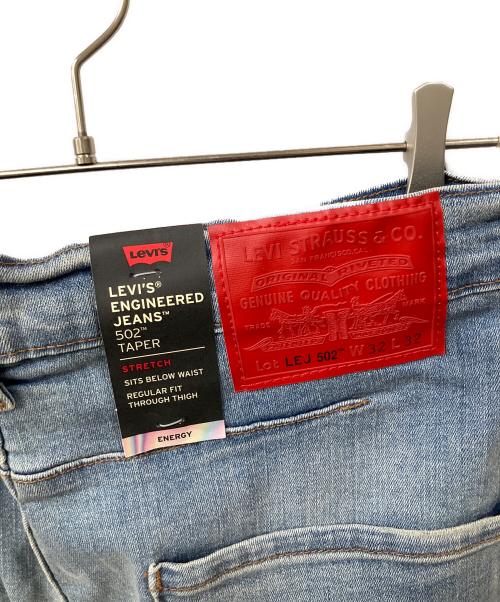 Levi's®
LEVI'S®
ENGINEERED
JEANS™
502™
TAPER
STRETCH
SITS BELOW WAIST
REGULAR FIT
THROUGH THIGH
ENERGY
LEVI STRAUSS & CO.
SAN FRANCISCO, CAL.
ORIGINAL RIVETED
GENUINE QUALITY CLOTHING
TRADE MARK
Lot LEJ 502™ W 32 L 32